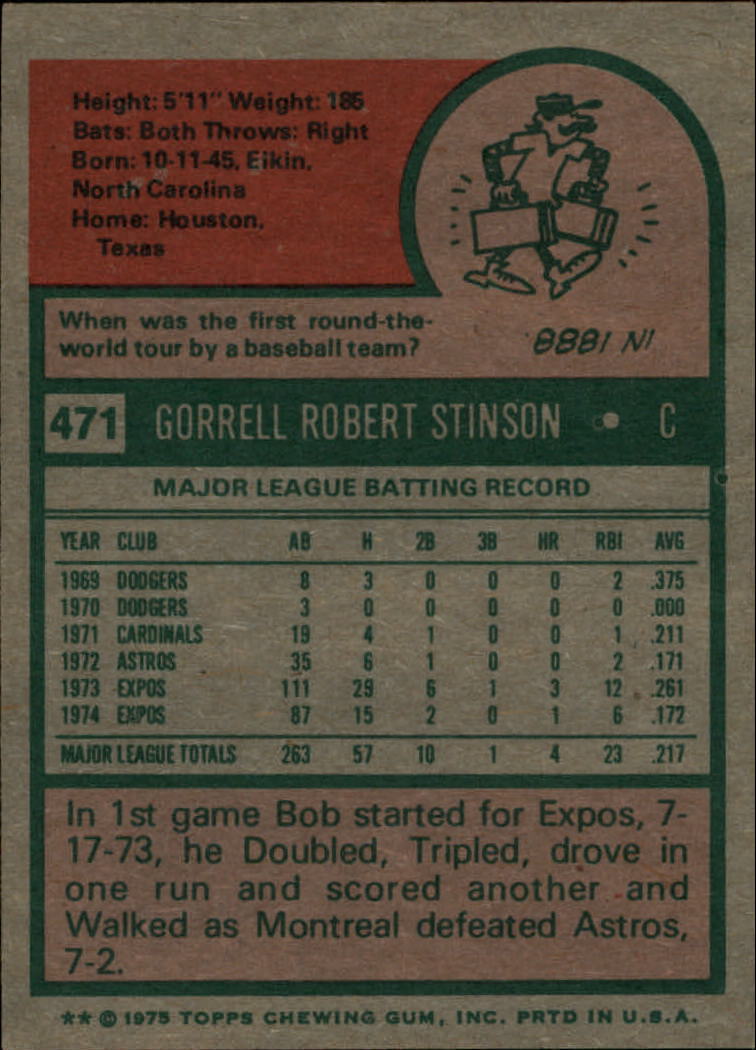 Height: 5'11" Weight: 185
Bats: Both Throws: Right
Born: 10-11-45, Elkin,
North Carolina
Home: Houston,
Texas
When was the first round-the-
world tour by a baseball team?
IN 1888
471 GORRELL ROBERT STINSON • C
MAJOR LEAGUE BATTING RECORD
YEAR CLUB AB H 2B 3B HR RBI AVG
1969 DODGERS 8 3 0 0 0 2 .375
1970 DODGERS 3 0 0 0 0 0 .000
1971 CARDINALS 19 4 1 0 0 1 .211
1972 ASTROS 35 6 1 0 0 2 .171
1973 EXPOS 111 29 6 1 3 12 .261
1974 EXPOS 87 15 2 0 1 6 .172
MAJOR LEAGUE TOTALS 263 57 10 1 4 23 .217
In 1st game Bob started for Expos, 7-
17-73, he Doubled, Tripled, drove in
one run and scored another and
Walked as Montreal defeated Astros,
7-2.
** © 1975 TOPPS CHEWING GUM, INC. PRTD IN U.S.A.